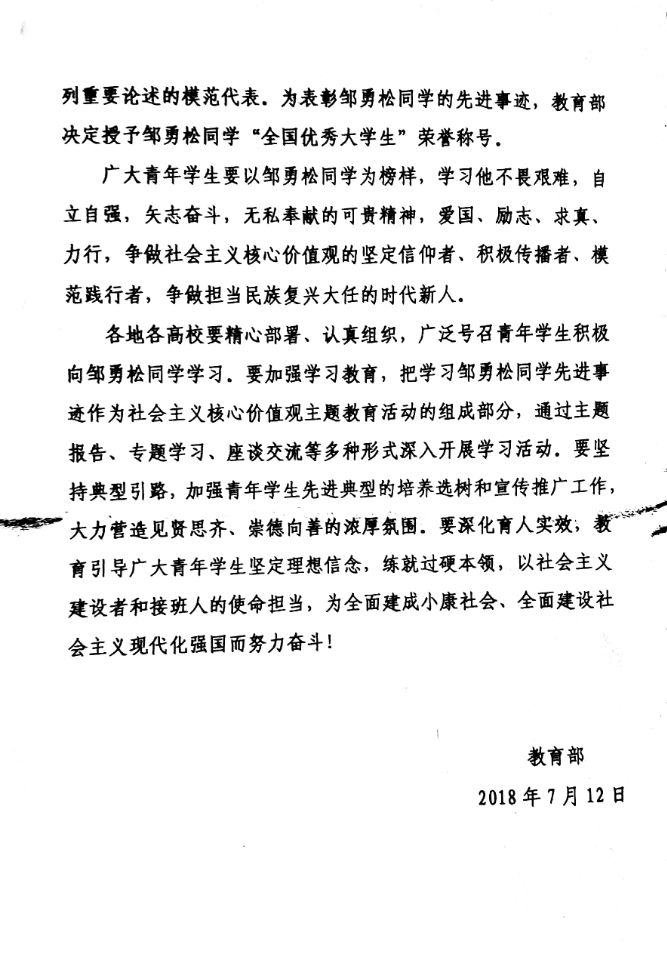 列重要论述的模范代表。为表彰邹勇松同学的先进事迹，教育部
决定授予邹勇松同学“全国优秀大学生”荣誉称号。
广大青年学生要以邹勇松同学为榜样，学习他不畏艰难，自
立自强，矢志奋斗，无私奉献的可贵精神，爱国、励志、求真、
力行，争做社会主义核心价值观的坚定信仰者、积极传播者、模
范践行者，争做担当民族复兴大任的时代新人。
各地各高校要精心部署、认真组织，广泛号召青年学生积极
向邹勇松同学学习。要加强学习教育，把学习邹勇松同学先进事
迹作为社会主义核心价值观主题教育活动的组成部分，通过主题
报告、专题学习、座谈交流等多种形式深入开展学习活动。要坚
持典型引路，加强青年学生先进典型的培养选树和宣传推广工作，
大力营造见贤思齐、崇德向善的浓厚氛围。要深化育人实效，教
育引导广大青年学生坚定理想信念，练就过硬本领，以社会主义
建设者和接班人的使命担当，为全面建成小康社会、全面建设社
会主义现代化强国而努力奋斗！
教育部
2018年7月12日